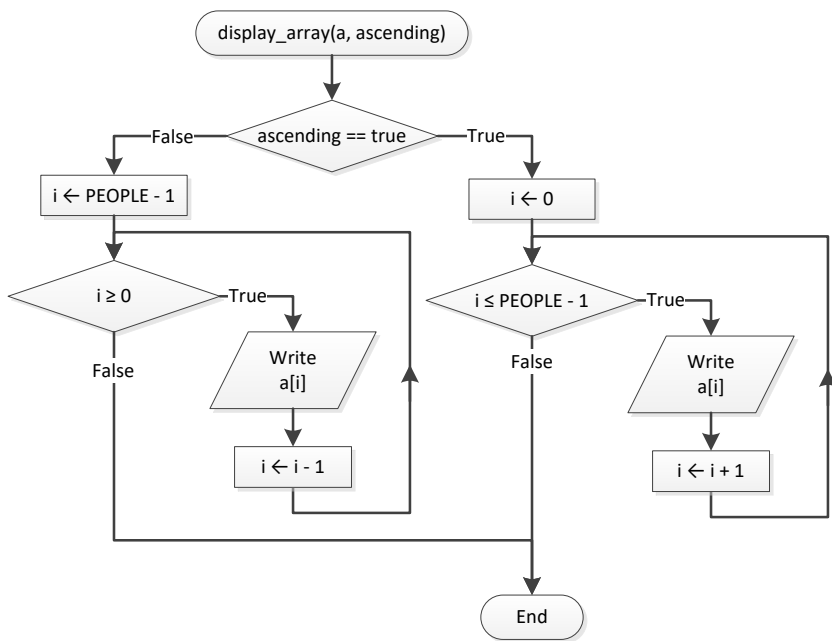 display_array(a, ascending)
ascending == true
False
True
i ← PEOPLE - 1
i ← 0
i ≥ 0
True
False
Write
a[i]
i ← i - 1
i ≤ PEOPLE - 1
True
False
Write
a[i]
i ← i + 1
End